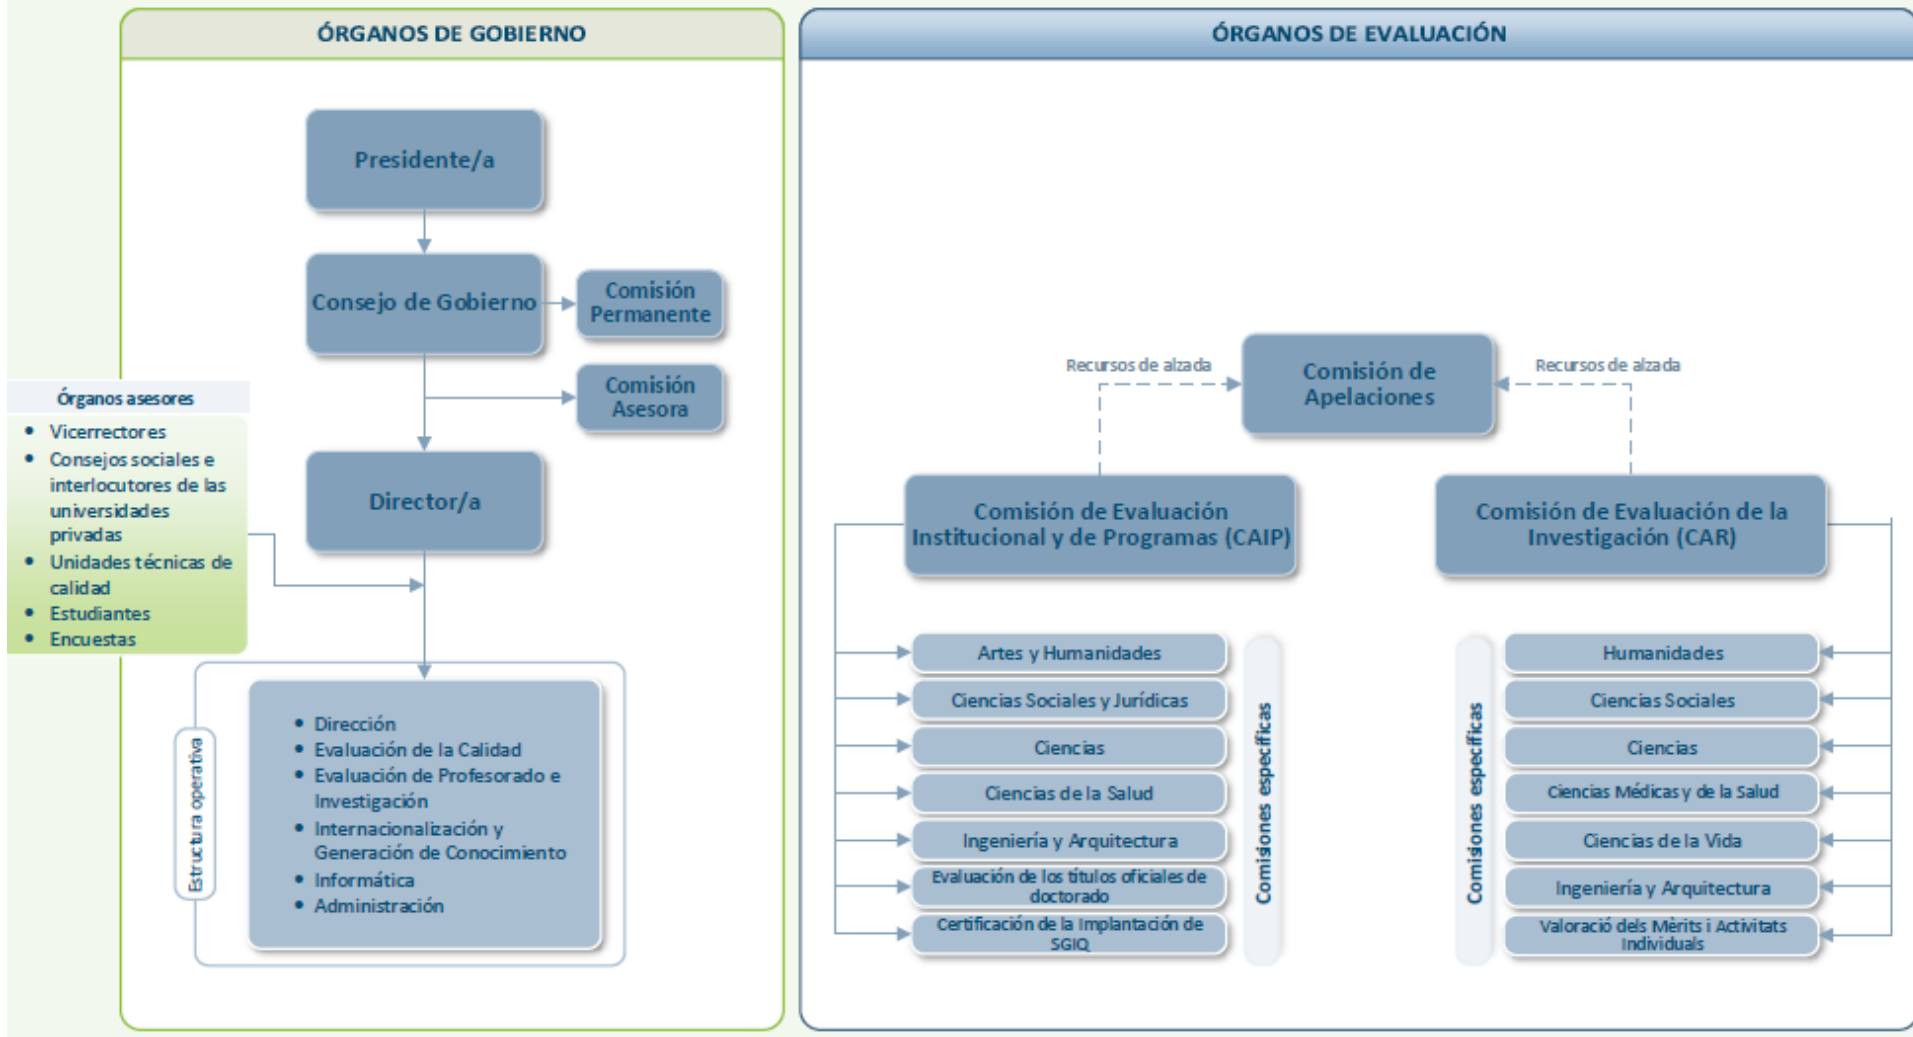 ÓRGANOS DE GOBIERNO
Presidente/a
Consejo de Gobierno
Comisión
Permanente
Comisión
Asesora
Director/a
Órganos asesores
• Vicerrectores
• Consejos sociales e
interlocutores de las
universidades
privadas
• Unidades técnicas de
calidad
• Estudiantes
• Encuestas
Estructura operativa
• Dirección
• Evaluación de la Calidad
• Evaluación de Profesorado e
Investigación
• Internacionalización y
Generación de Conocimiento
• Informática
• Administración
ÓRGANOS DE EVALUACIÓN
Recursos de alzada
Comisión de
Apelaciones
Recursos de alzada
Comisión de Evaluación
Institucional y de Programas (CAIP)
Comisión de Evaluación de la
Investigación (CAR)
Artes y Humanidades
Ciencias Sociales y Jurídicas
Ciencias
Ciencias de la Salud
Ingeniería y Arquitectura
Evaluación de los títulos oficiales de
doctorado
Certificación de la Implantación de
SGIQ
Comisiones específicas
Comisiones específicas
Humanidades
Ciencias Sociales
Ciencias
Ciencias Médicas y de la Salud
Ciencias de la Vida
Ingeniería y Arquitectura
Valoració dels Mèrits i Activitats
Individuals